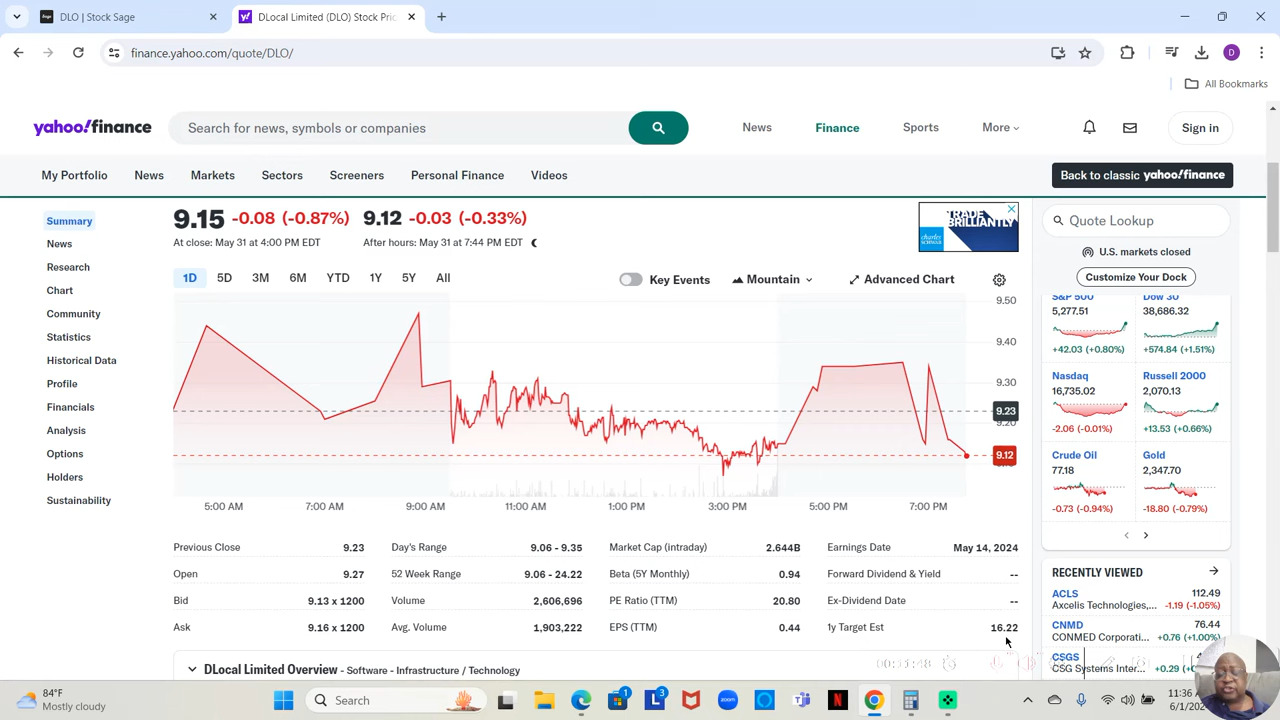 DLO | Stock Sage
DLocal Limited (DLO) Stock Pric
finance.yahoo.com/quote/DLO/
D
All Bookmarks
yahoo!finance
Search for news, symbols or companies
News Finance Sports More
Sign in
My Portfolio News Markets Sectors Screeners Personal Finance Videos
Back to classic yahoo!finance
Summary
News
Research
Chart
Community
Statistics
Historical Data
Profile
Financials
Analysis
Options
Holders
Sustainability
9.15 -0.08 (-0.87%) 9.12 -0.03 (-0.33%)
At close: May 31 at 4:00 PM EDT After hours: May 31 at 7:44 PM EDT
TRADE
BRILLIANTLY
charles
SCHWAB
1D 5D 3M 6M YTD 1Y 5Y All
Key Events Mountain Advanced Chart
9.50
9.40
9.30
9.23
9.20
9.12
5:00 AM 7:00 AM 9:00 AM 11:00 AM 1:00 PM 3:00 PM 5:00 PM 7:00 PM
Previous Close 9.23 Day's Range 9.06 - 9.35 Market Cap (intraday) 2.644B Earnings Date May 14, 2024
Open 9.27 52 Week Range 9.06 - 24.22 Beta (5Y Monthly) 0.94 Forward Dividend & Yield --
Bid 9.13 x 1200 Volume 2,606,696 PE Ratio (TTM) 20.80 Ex-Dividend Date --
Ask 9.16 x 1200 Avg. Volume 1,903,222 EPS (TTM) 0.44 1y Target Est 16.22
DLocal Limited Overview - Software - Infrastructure / Technology
Quote Lookup
U.S. markets closed
Customize Your Dock
S&P 500 Dow 30
5,277.51 38,686.32
+42.03 (+0.80%) +574.84 (+1.51%)
Nasdaq Russell 2000
16,735.02 2,070.13
-2.06 (-0.01%) +13.53 (+0.66%)
Crude Oil Gold
77.18 2,347.70
-0.73 (-0.94%) -18.80 (-0.79%)
RECENTLY VIEWED
ACLS 112.49
Axcelis Technologies,... -1.19 (-1.05%)
CNMD 76.44
CONMED Corporati... +0.76 (+1.00%)
CSGS
CSG Systems Inter... +0.29
84°F
Mostly cloudy
Search
1
3
zoom
N
11:36 A
6/1/202